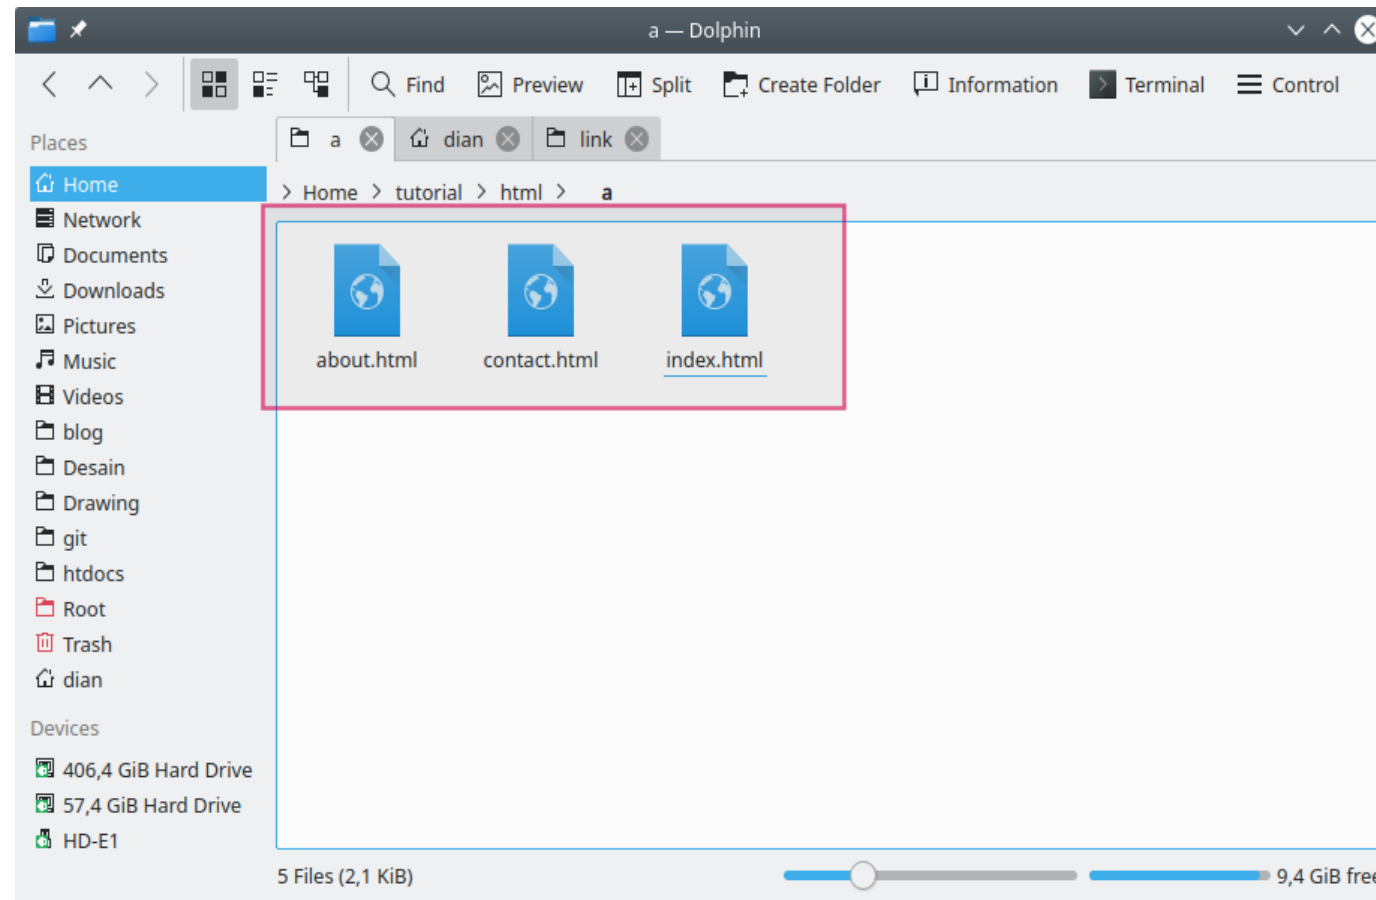 a — Dolphin
Find Preview Split Create Folder Information Terminal Control
Places
a dian link
Home
> Home > tutorial > html > a
Network
Documents
Downloads
Pictures
Music
Videos
blog
Desain
Drawing
git
htdocs
Root
Trash
dian
about.html contact.html index.html
Devices
406,4 GiB Hard Drive
57,4 GiB Hard Drive
HD-E1
5 Files (2,1 KiB)
9,4 GiB free